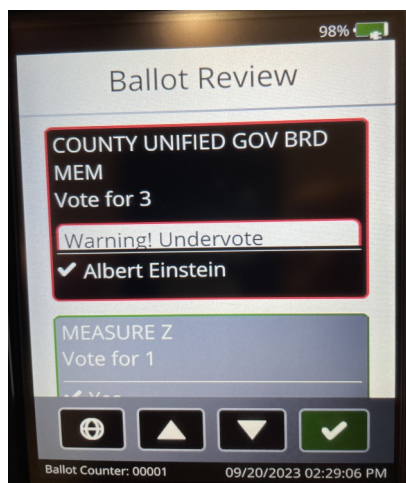 98%
Ballot Review
COUNTY UNIFIED GOV BRD
MEM
Vote for 3
Warning! Undervote
Albert Einstein
MEASURE Z
Vote for 1
Yes
Ballot Counter: 00001 09/20/2023 02:29:06 PM